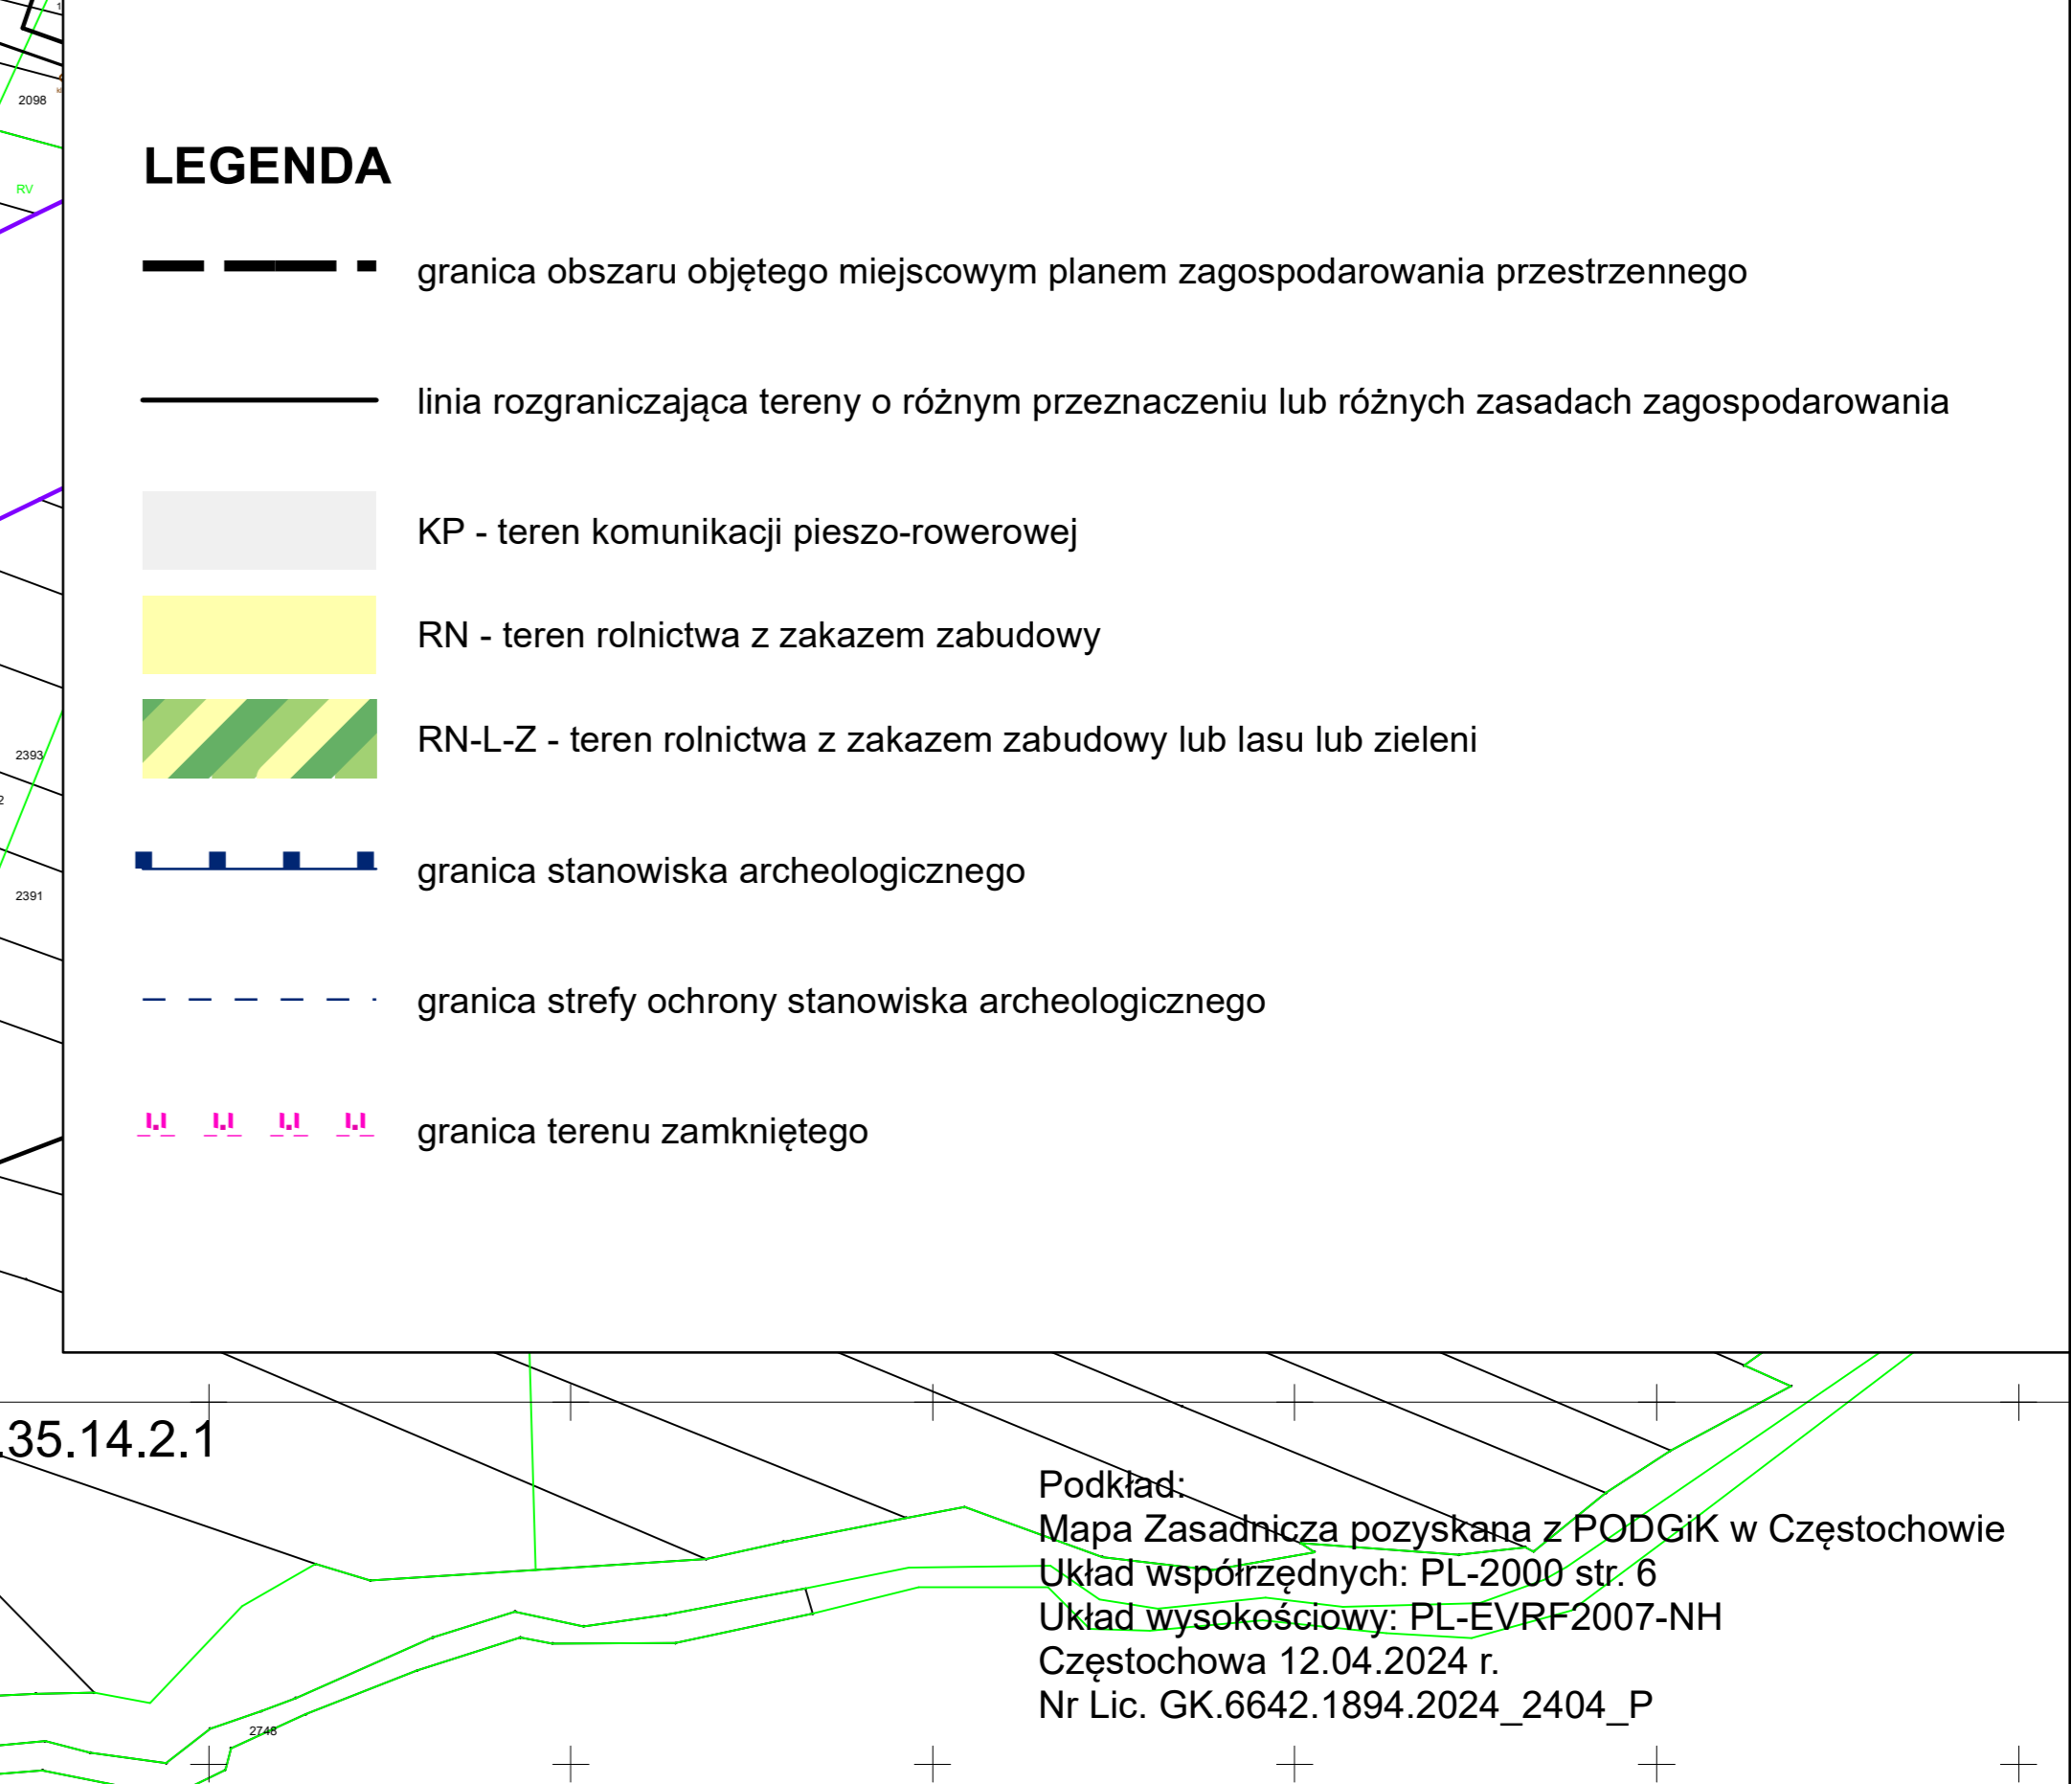 2098
RV
LEGENDA
granica obszaru objętego miejscowym planem zagospodarowania przestrzennego
linia rozgraniczająca tereny o różnym przeznaczeniu lub różnych zasadach zagospodarowania
KP - teren komunikacji pieszo-rowerowej
RN - teren rolnictwa z zakazem zabudowy
RN-L-Z - teren rolnictwa z zakazem zabudowy lub lasu lub zieleni
2393
granica stanowiska archeologicznego
2391
granica strefy ochrony stanowiska archeologicznego
granica terenu zamkniętego
.35.14.2.1
Podkład:
Mapa Zasadnicza pozyskana z PODGiK w Częstochowie
Układ współrzędnych: PL-2000 str. 6
Układ wysokościowy: PL-EVRF2007-NH
Częstochowa 12.04.2024 r.
Nr Lic. GK.6642.1894.2024_2404_P
2748